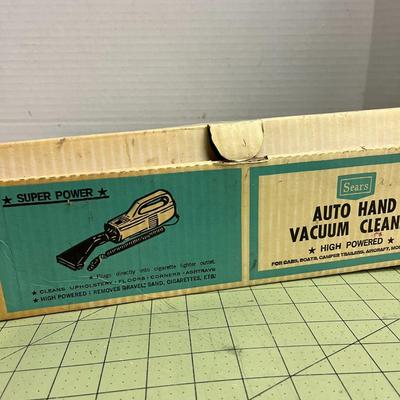 ★ SUPER POWER ★
★ Plugs directly into cigarette lighter outlet.
★ CLEANS UPHOLSTERY · FLOORS · CORNERS · ASHTRAYS
★ HIGH POWERED : REMOVES GRAVEL, SAND, CIGARETTES, ETC.
Sears
AUTO HAND
VACUUM CLEAN
★ HIGH POWERED ★
FOR CARS, BOATS, CAMPER TRAILERS, AIRCRAFT,